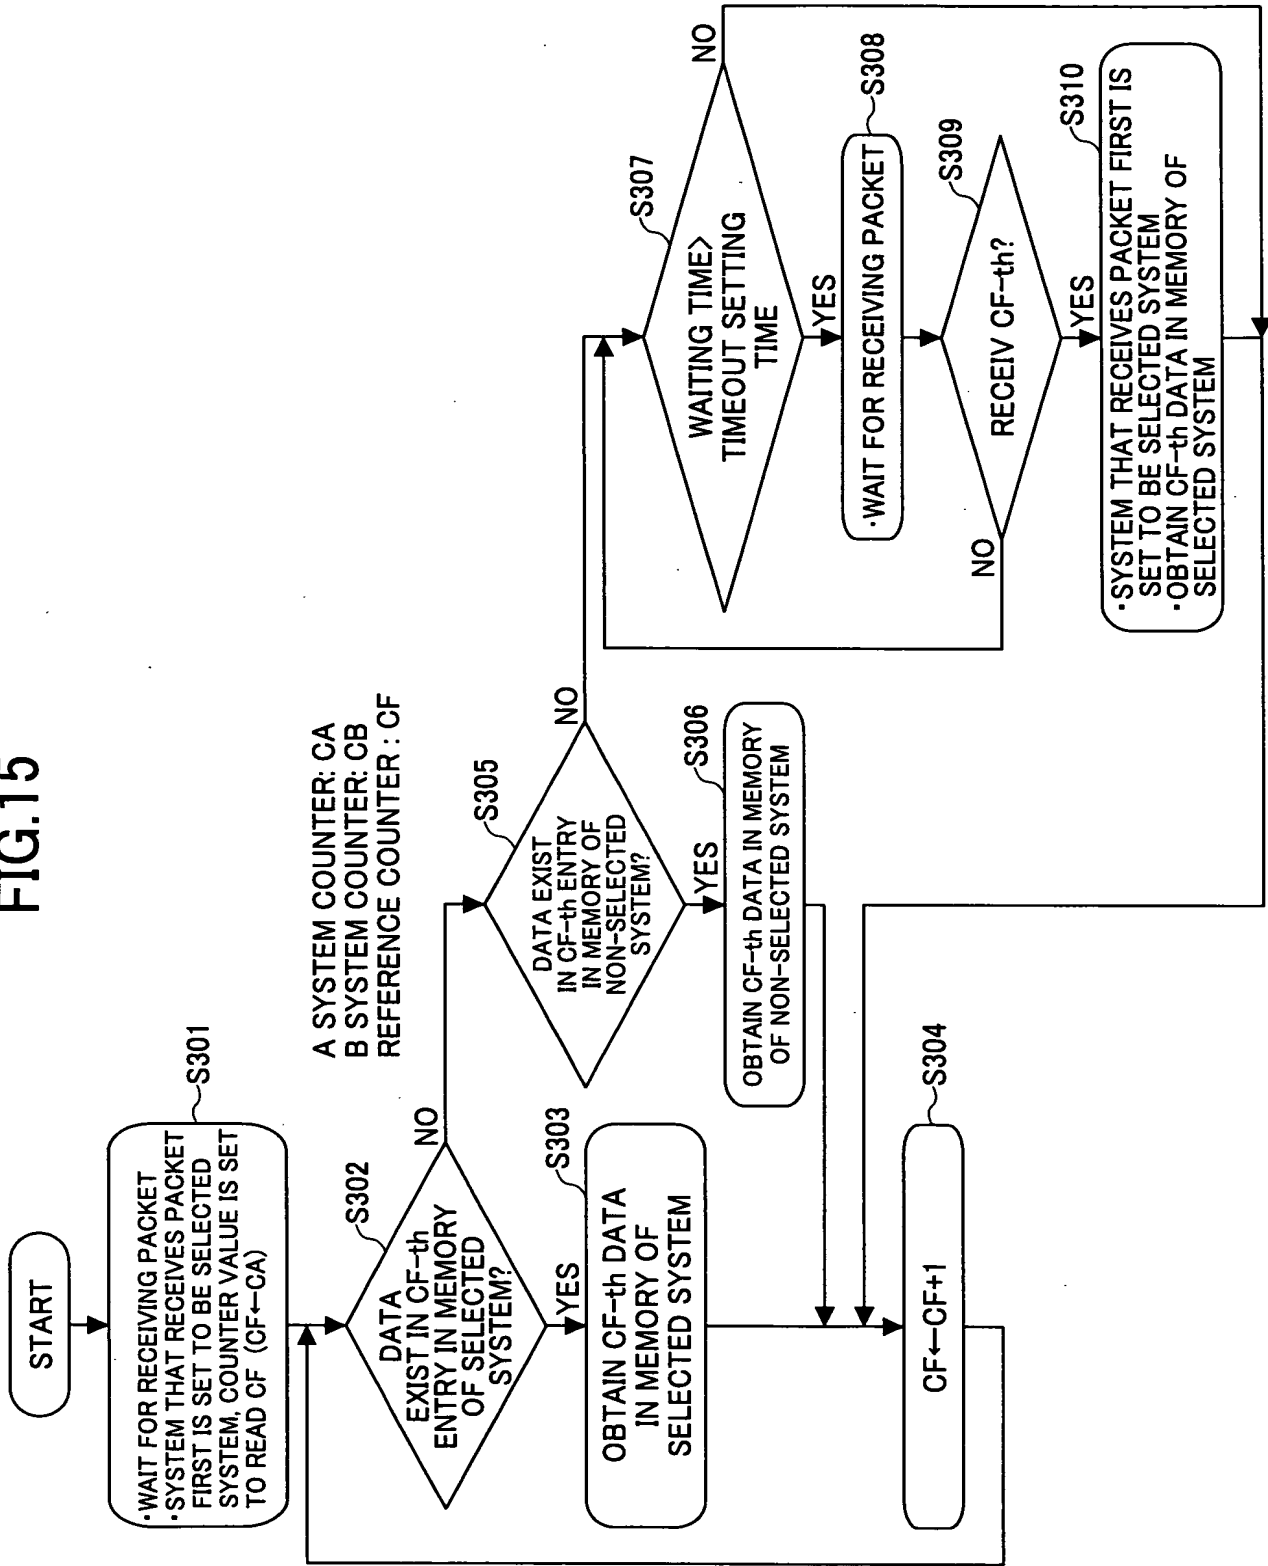 FIG.15
START
·WAIT FOR RECEIVING PACKET
·SYSTEM THAT RECEIVES PACKET
FIRST IS SET TO BE SELECTED
SYSTEM, COUNTER VALUE IS SET
TO READ CF (CF←CA)
S301
A SYSTEM COUNTER: CA
B SYSTEM COUNTER: CB
REFERENCE COUNTER : CF
DATA
EXIST IN CF-th
ENTRY IN MEMORY
OF SELECTED
SYSTEM?
S302
NO
YES
OBTAIN CF-th DATA
IN MEMORY OF
SELECTED SYSTEM
S303
CF←CF+1
S304
DATA EXIST
IN CF-th ENTRY
IN MEMORY OF
NON-SELECTED
SYSTEM?
S305
NO
YES
OBTAIN CF-th DATA IN MEMORY
OF NON-SELECTED SYSTEM
S306
WAITING TIME>
TIMEOUT SETTING
TIME
S307
NO
YES
·WAIT FOR RECEIVING PACKET
S308
RECEIV CF-th?
S309
NO
YES
·SYSTEM THAT RECEIVES PACKET FIRST IS
SET TO BE SELECTED SYSTEM
·OBTAIN CF-th DATA IN MEMORY OF
SELECTED SYSTEM
S310